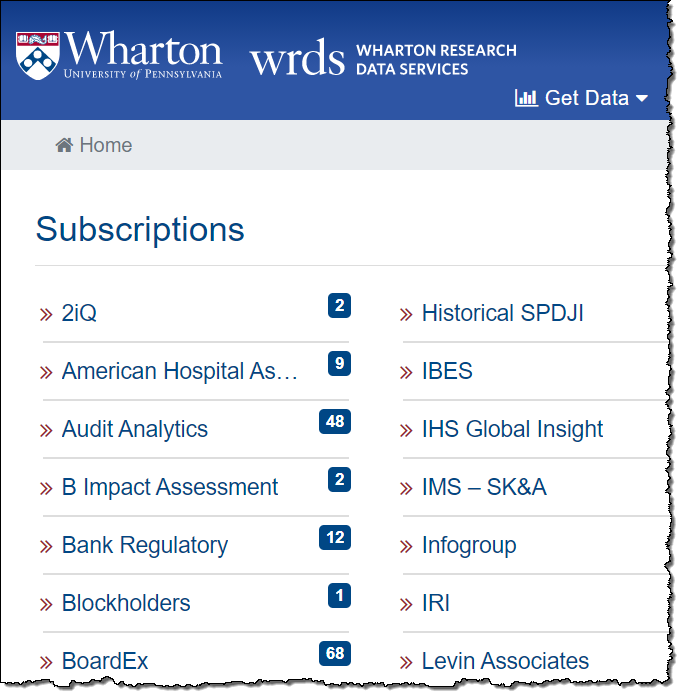 Wharton
UNIVERSITY of PENNSYLVANIA
wrds
WHARTON RESEARCH
DATA SERVICES
Get Data
Home
Subscriptions
2iQ 2
American Hospital As… 9
Audit Analytics 48
B Impact Assessment 2
Bank Regulatory 12
Blockholders 1
BoardEx 68
Historical SPDJI
IBES
IHS Global Insight
IMS – SK&A
Infogroup
IRI
Levin Associates